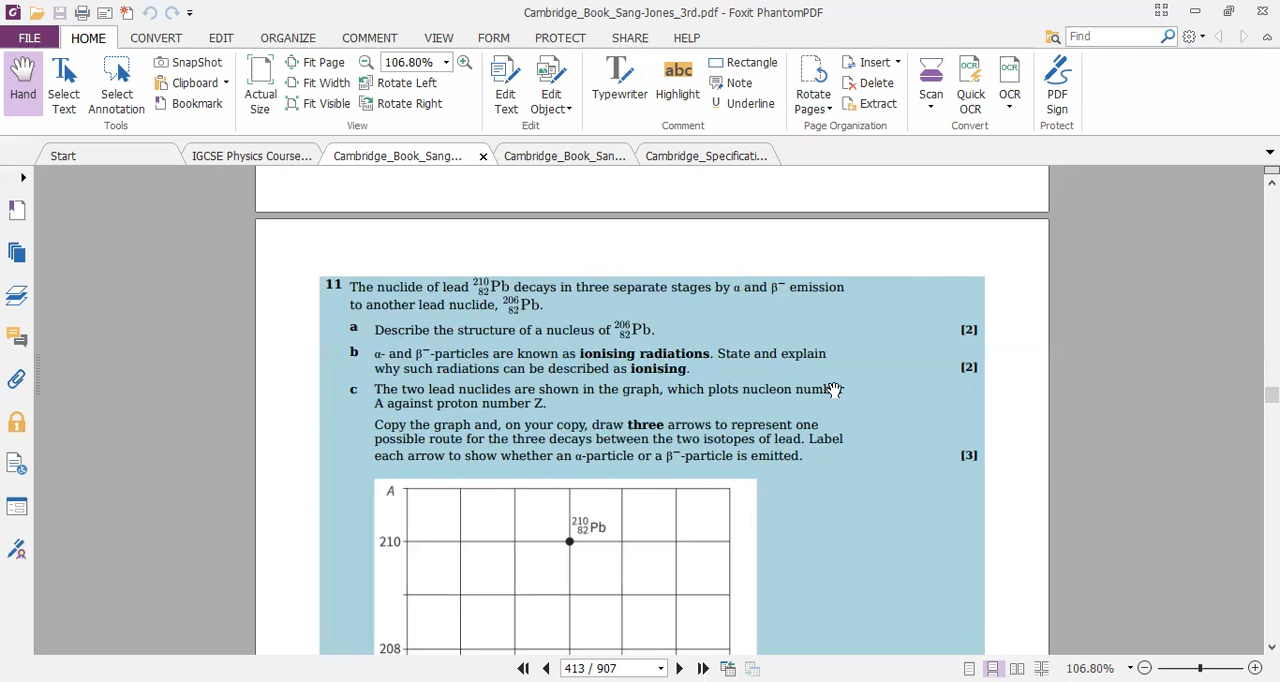 Cambridge_Book_Sang-Jones_3rd.pdf - Foxit PhantomPDF
FILE HOME CONVERT EDIT ORGANIZE COMMENT VIEW FORM PROTECT SHARE HELP Find
Hand
Select Text
Select Annotation
SnapShot
Clipboard
Bookmark
Tools
Actual Size
Fit Page
Fit Width
Fit Visible
106.80%
Rotate Left
Rotate Right
View
Edit Text
Edit Object
Edit
Typewriter
abc
Highlight
Rectangle
Note
U Underline
Comment
Rotate Pages
Insert
Delete
Extract
Page Organization
Scan
OCR
Quick OCR
OCR
OCR
Convert
PDF Sign
Protect
Start IGCSE Physics Course... Cambridge_Book_Sang... Cambridge_Book_San... Cambridge_Specificati...
11 The nuclide of lead ²¹⁰₈₂Pb decays in three separate stages by α and β⁻ emission
to another lead nuclide, ²⁰⁶₈₂Pb.
a Describe the structure of a nucleus of ²⁰⁶₈₂Pb. [2]
b α- and β⁻-particles are known as ionising radiations. State and explain
why such radiations can be described as ionising. [2]
c The two lead nuclides are shown in the graph, which plots nucleon number
A against proton number Z.
Copy the graph and, on your copy, draw three arrows to represent one
possible route for the three decays between the two isotopes of lead. Label
each arrow to show whether an α-particle or a β⁻-particle is emitted. [3]
A
²¹⁰₈₂Pb
210
208
413 / 907
106.80%